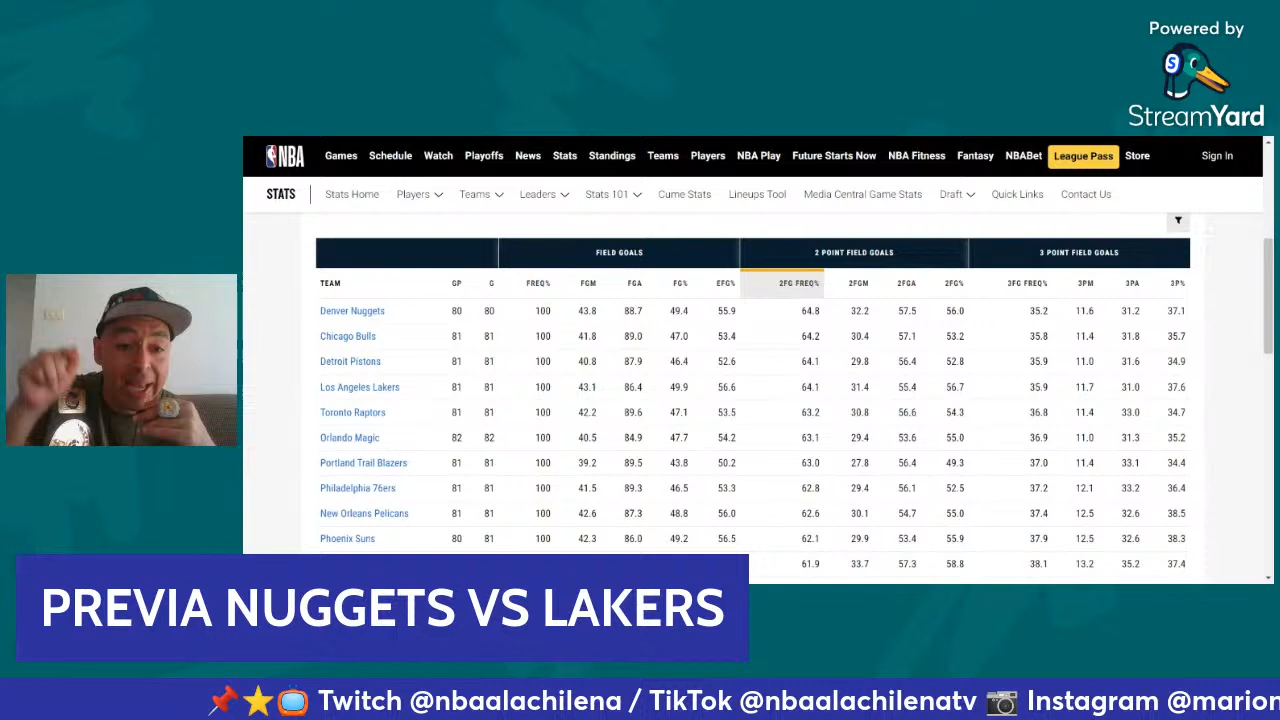 Powered by
StreamYard
NBA Games Schedule Watch Playoffs News Stats Standings Teams Players NBA Play Future Starts Now NBA Fitness Fantasy NBABet League Pass Store Sign In
STATS Stats Home Players Teams Leaders Stats 101 Cume Stats Lineups Tool Media Central Game Stats Draft Quick Links Contact Us
FIELD GOALS 2 POINT FIELD GOALS 3 POINT FIELD GOALS
TEAM GP G FREQ% FGM FGA FG% EFG% 2FG FREQ% 2FGM 2FGA 2FG% 3FG FREQ% 3PM 3PA 3P%
Denver Nuggets 80 80 100 43.8 88.7 49.4 55.9 64.8 32.2 57.5 56.0 35.2 11.6 31.2 37.1
Chicago Bulls 81 81 100 41.8 89.0 47.0 53.4 64.2 30.4 57.1 53.2 35.8 11.4 31.8 35.7
Detroit Pistons 81 81 100 40.8 87.9 46.4 52.6 64.1 29.8 56.4 52.8 35.9 11.0 31.6 34.9
Los Angeles Lakers 81 81 100 43.1 86.4 49.9 56.6 64.1 31.4 55.4 56.7 35.9 11.7 31.0 37.6
Toronto Raptors 81 81 100 42.2 89.6 47.1 53.5 63.2 30.8 56.6 54.3 36.8 11.4 33.0 34.7
Orlando Magic 82 82 100 40.5 84.9 47.7 54.2 63.1 29.4 53.6 55.0 36.9 11.0 31.3 35.2
Portland Trail Blazers 81 81 100 39.2 89.5 43.8 50.2 63.0 27.8 56.4 49.3 37.0 11.4 33.1 34.4
Philadelphia 76ers 81 81 100 41.5 89.3 46.5 53.3 62.8 29.4 56.1 52.5 37.2 12.1 33.2 36.4
New Orleans Pelicans 81 81 100 42.6 87.3 48.8 56.0 62.6 30.1 54.7 55.0 37.4 12.5 32.6 38.5
Phoenix Suns 80 81 100 42.3 86.0 49.2 56.5 62.1 29.9 53.4 55.9 37.9 12.5 32.6 38.3
61.9 33.7 57.3 58.8 38.1 13.2 35.2 37.4
PREVIA NUGGETS VS LAKERS
Twitch @nbaalachilena / TikTok @nbaalachilenatv Instagram @marion